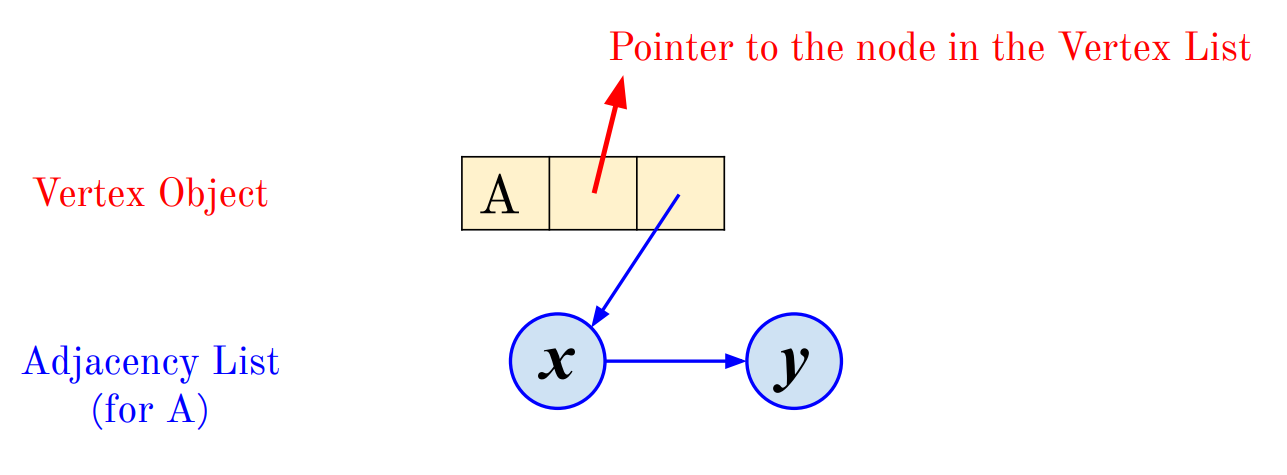 Pointer to the node in the Vertex List
Vertex Object
A
Adjacency List
(for A)
x
y